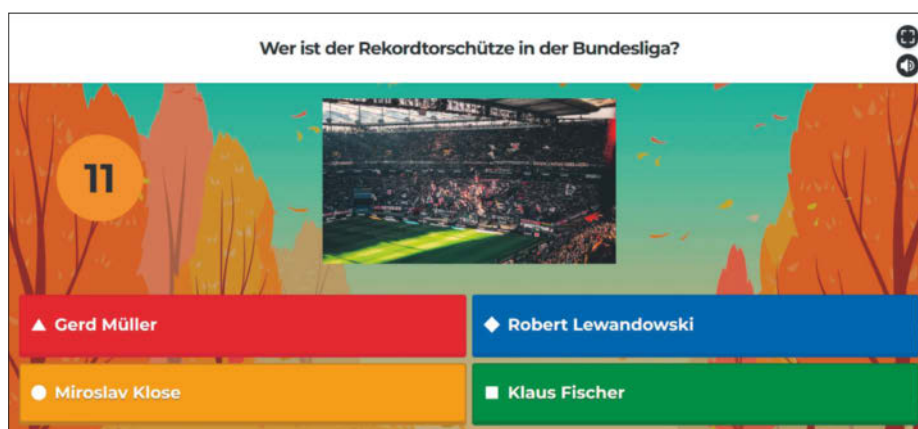 Wer ist der Rekordtorschütze in der Bundesliga?
11
Gerd Müller
Robert Lewandowski
Miroslav Klose
Klaus Fischer